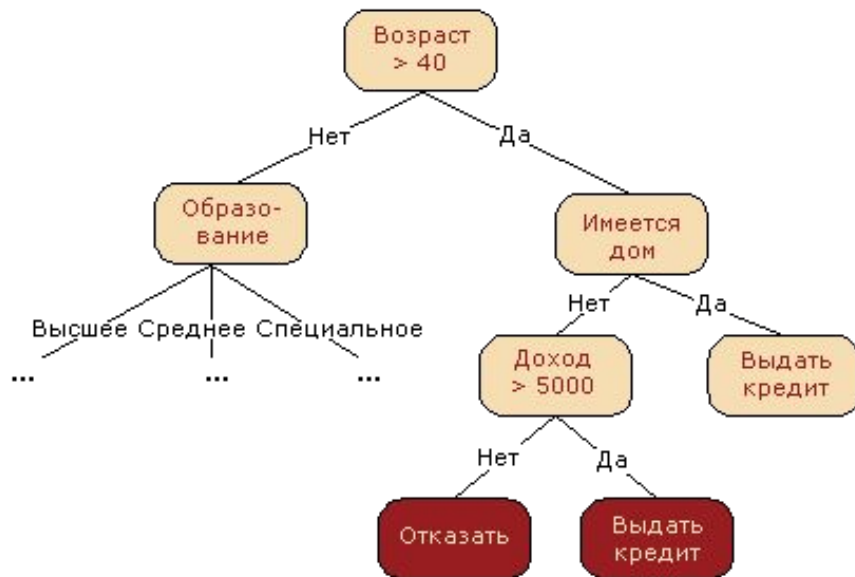 Возраст
> 40
Нет
Да
Образо-
вание
Имеется
дом
Высшее Среднее Специальное
Нет
Да
... ... ...
Доход
> 5000
Выдать
кредит
Нет
Да
Отказать
Выдать
кредит